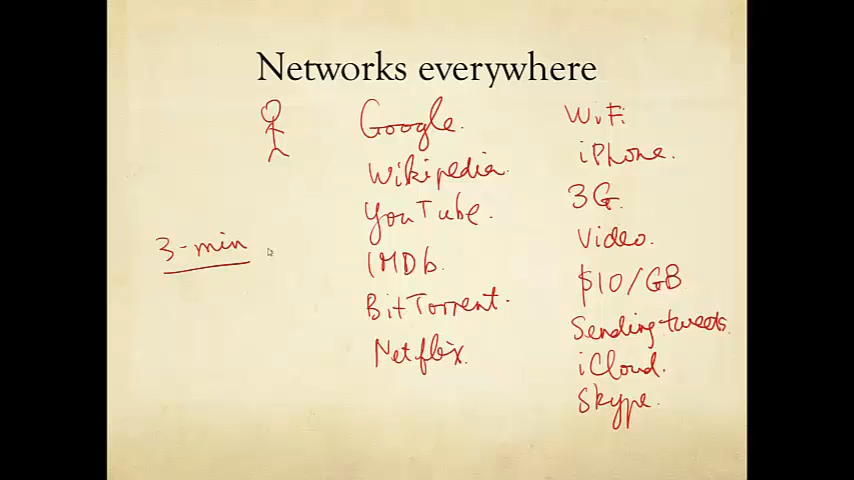 Networks everywhere
Google.
Wikipedia.
YouTube.
IMDb.
BitTorrent.
Netflix.
WiFi
iPhone.
3G.
Video.
$10/GB
Sending tweets.
iCloud.
Skype.
3-min